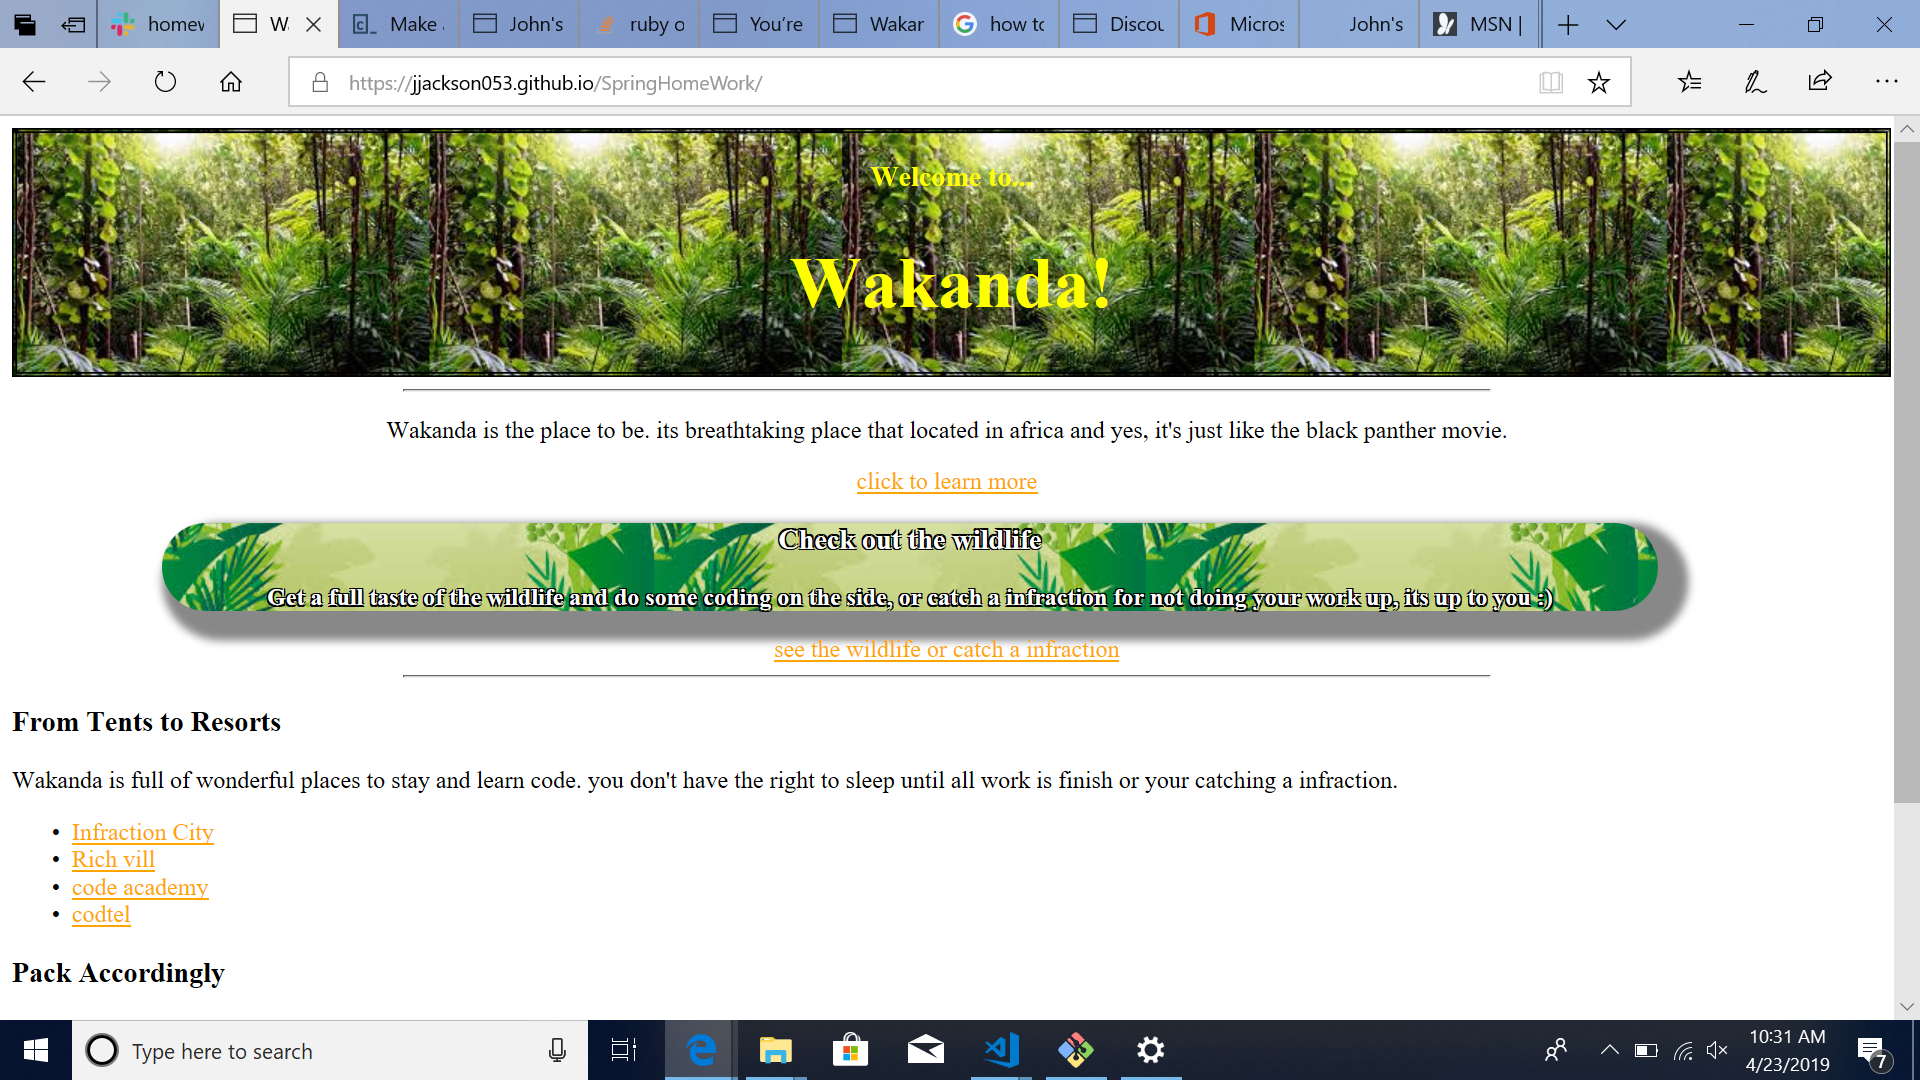 homew
Wa
Make
John's
ruby o
You're
Wakar
how to
Discou
Micros
John's
MSN |
https://jjackson053.github.io/SpringHomeWork/
Welcome to...
Wakanda!
Wakanda is the place to be. its breathtaking place that located in africa and yes, it's just like the black panther movie.
click to learn more
Check out the wildlife
Get a full taste of the wildlife and do some coding on the side, or catch a infraction for not doing your work up, its up to you :)
see the wildlife or catch a infraction
From Tents to Resorts
Wakanda is full of wonderful places to stay and learn code. you don't have the right to sleep until all work is finish or your catching a infraction.
• Infraction City
• Rich vill
• code academy
• codtel
Pack Accordingly
Type here to search
10:31 AM
4/23/2019
7